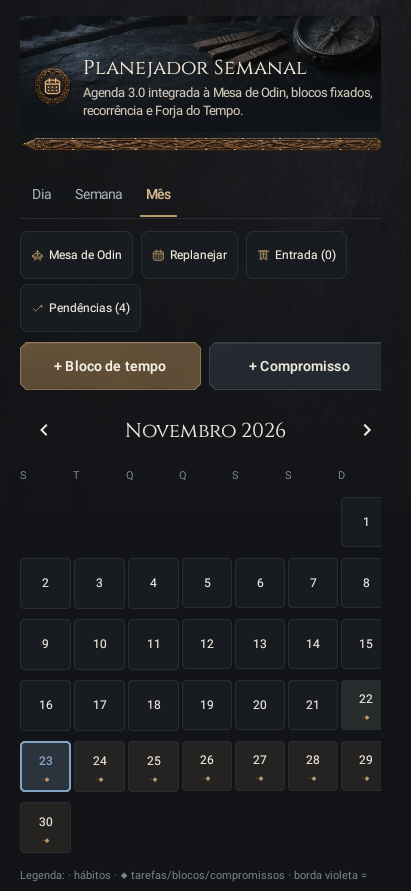 Planejador Semanal
Agenda 3.0 integrada à Mesa de Odin, blocos fixados,
recorrência e Forja do Tempo.
Dia Semana Mês
Mesa de Odin Replanejar Entrada (0)
Pendências (4)
+ Bloco de tempo + Compromisso
Novembro 2026
S T Q Q S S D
1
2 3 4 5 6 7 8
9 10 11 12 13 14 15
16 17 18 19 20 21 22
23 24 25 26 27 28 29
30
Legenda: · hábitos · ◆ tarefas/blocos/compromissos · borda violeta =